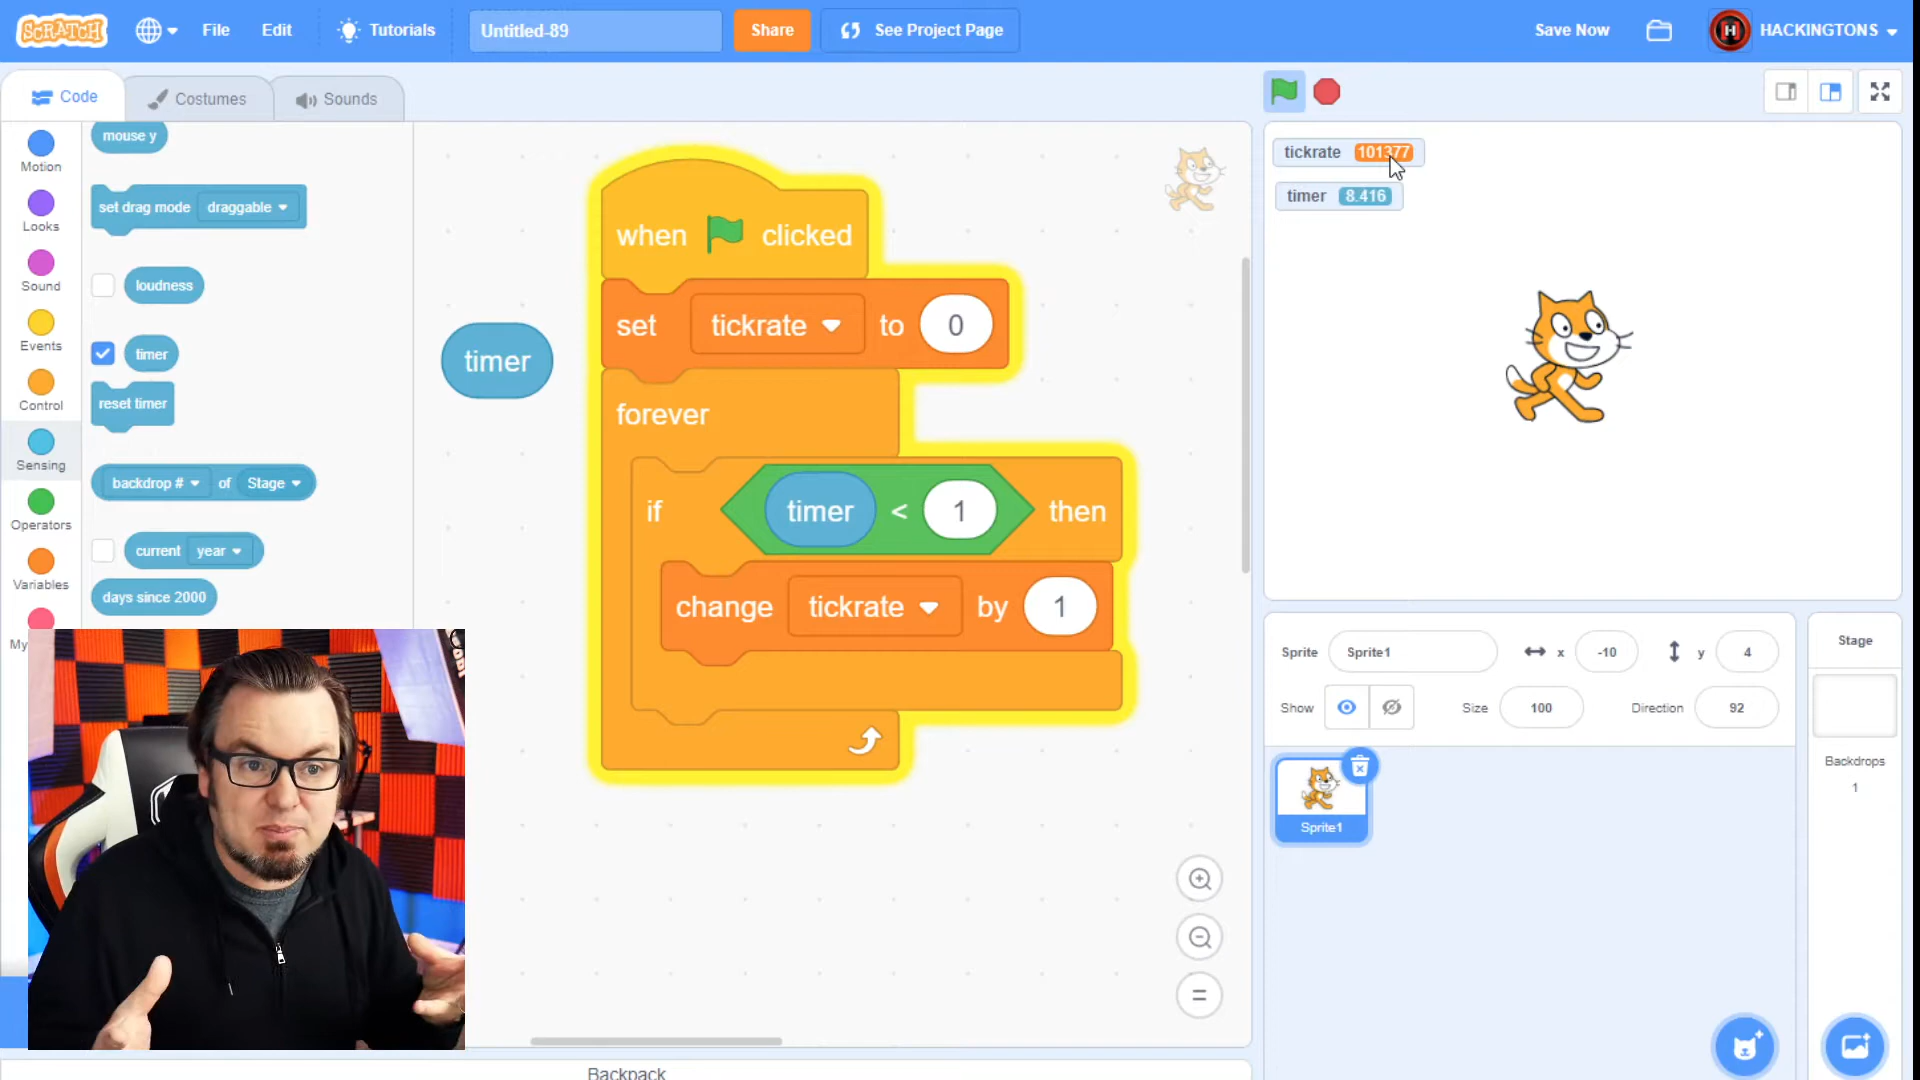 SCRATCH File Edit Tutorials Untitled-89 Share See Project Page Save Now HACKINGTONS
Code Costumes Sounds
Motion
Looks
Sound
Events
Control
Sensing
Operators
Variables
My
mouse y
set drag mode draggable
loudness
timer
reset timer
backdrop # of Stage
current year
days since 2000
timer
when clicked
set tickrate to 0
forever
if timer < 1 then
change tickrate by 1
tickrate 101377
timer 8.416
Sprite Sprite1 x -10 y 4
Show Size 100 Direction 92
Sprite1
Stage
Backdrops
1
Backpack